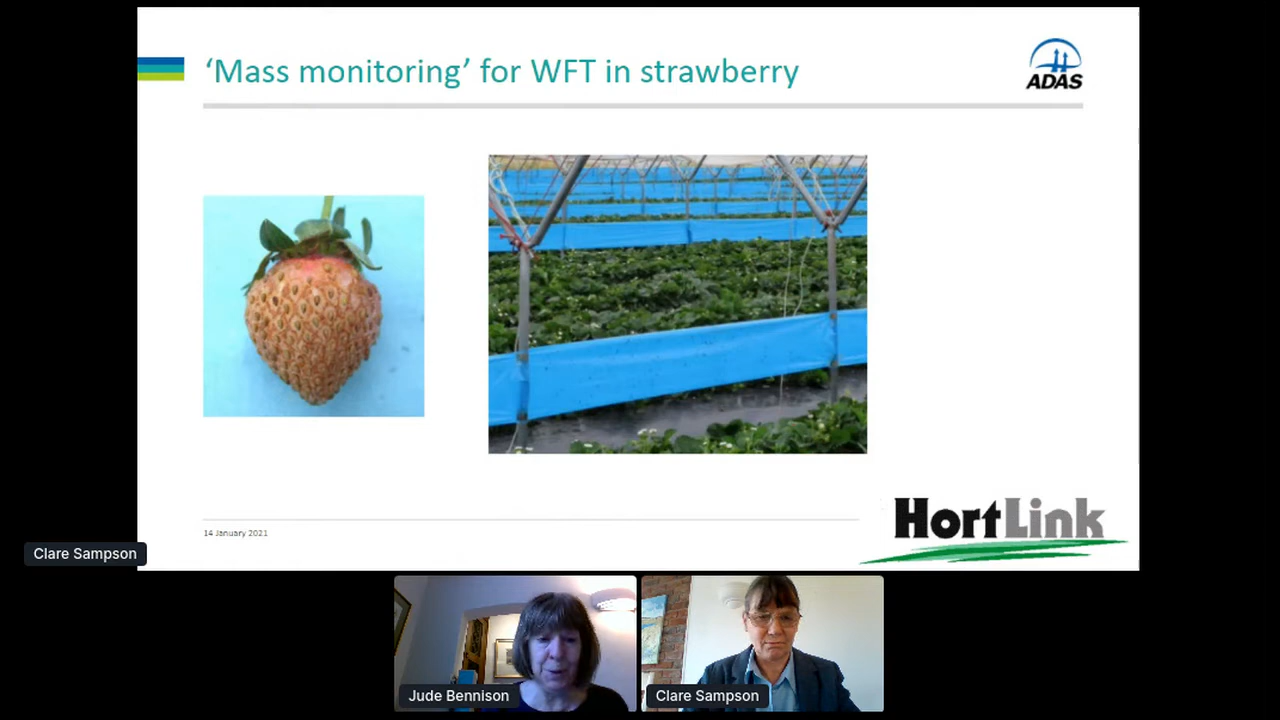 ‘Mass monitoring’ for WFT in strawberry
ADAS
14 January 2021
HortLink
Clare Sampson
Jude Bennison
Clare Sampson